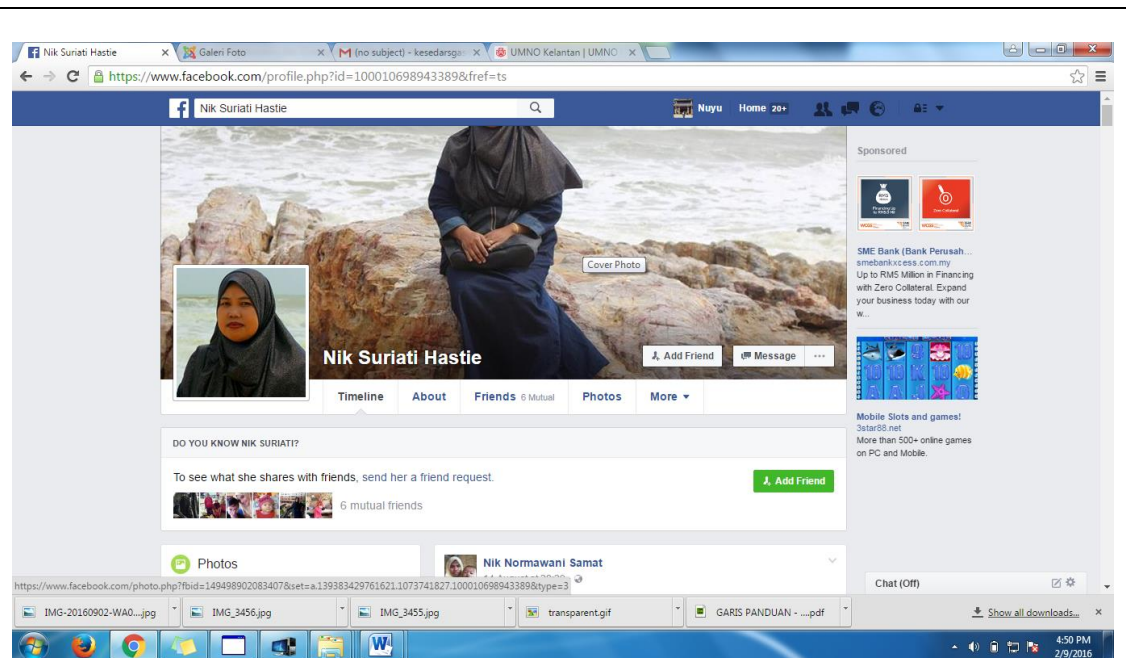 Nik Suriati Hastie
Galeri Foto
(no subject) - kesedarsga
UMNO Kelantan | UMNO
https://www.facebook.com/profile.php?id=100010698943389&fref=ts
Nik Suriati Hastie
Nuyu
Home 20+
Sponsored
Cover Photo
SME Bank (Bank Perusah...
smebankxcess.com.my
Up to RM5 Million in Financing
with Zero Collateral. Expand
your business today with our
w...
Nik Suriati Hastie
Add Friend
Message
Timeline
About
Friends 6 Mutual
Photos
More
Mobile Slots and games!
3star88.net
More than 500+ online games
on PC and Mobile.
DO YOU KNOW NIK SURIATI?
To see what she shares with friends, send her a friend request.
Add Friend
6 mutual friends
Photos
Nik Normawani Samat
https://www.facebook.com/photo.php?fbid=149498902083407&set=a.139383429761621.1073741827.100010698943389&type=3
Chat (Off)
IMG-20160902-WA0....jpg
IMG_3456.jpg
IMG_3455.jpg
transparent.gif
GARIS PANDUAN - ....pdf
Show all downloads...
4:50 PM
2/9/2016